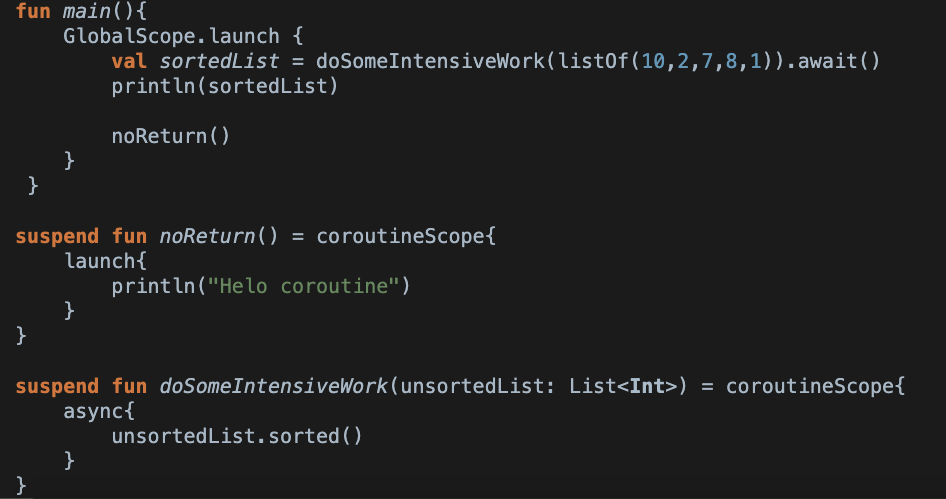 fun main(){
    GlobalScope.launch {
        val sortedList = doSomeIntensiveWork(listOf(10,2,7,8,1)).await()
        println(sortedList)

        noReturn()
    }
 }

suspend fun noReturn() = coroutineScope{
    launch{
        println("Helo coroutine")
    }
}

suspend fun doSomeIntensiveWork(unsortedList: List<Int>) = coroutineScope{
    async{
        unsortedList.sorted()
    }
}